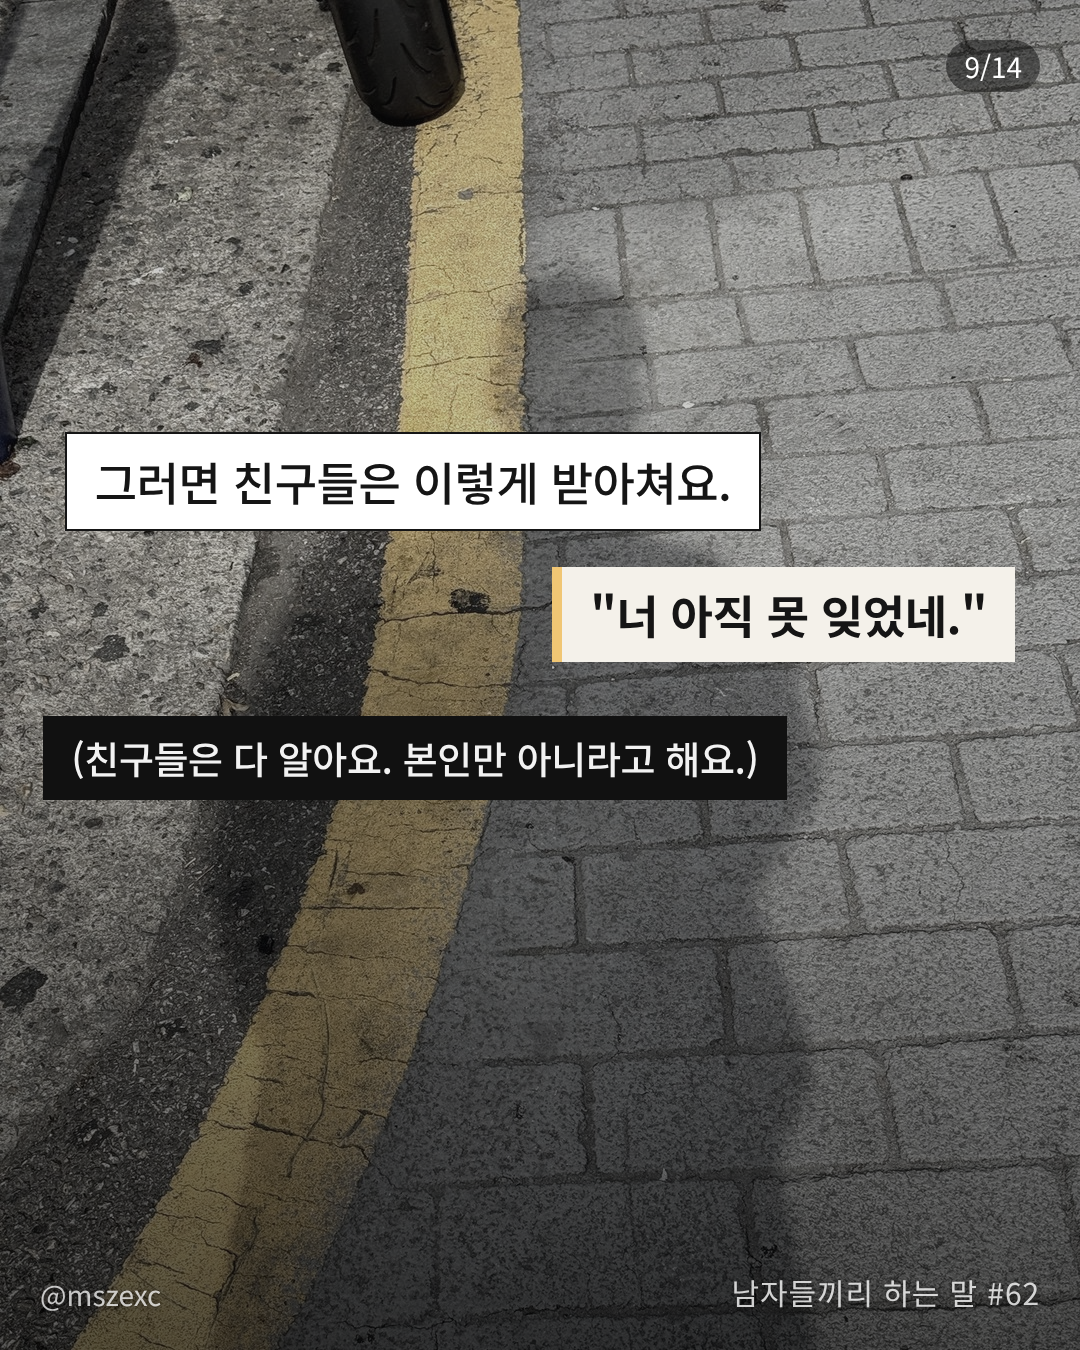 9/14
그러면 친구들은 이렇게 받아쳐요.
"너 아직 못 잊었네."
(친구들은 다 알아요. 본인만 아니라고 해요.)
@mszexc
남자들끼리 하는 말 #62